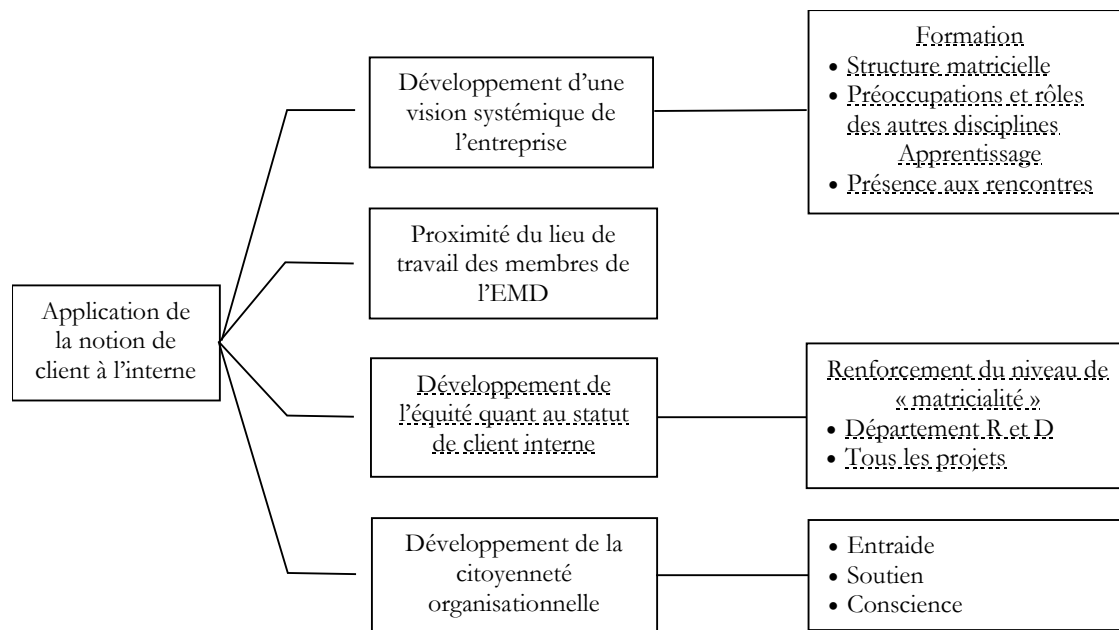 Application de
la notion de
client à l'interne
Développement d'une
vision systémique de
l'entreprise
Formation
• Structure matricielle
• Préoccupations et rôles
des autres disciplines
Apprentissage
• Présence aux rencontres
Proximité du lieu de
travail des membres de
l'EMD
Développement de
l'équité quant au statut
de client interne
Renforcement du niveau de
« matricialité »
• Département R et D
• Tous les projets
Développement de la
citoyenneté
organisationnelle
• Entraide
• Soutien
• Conscience